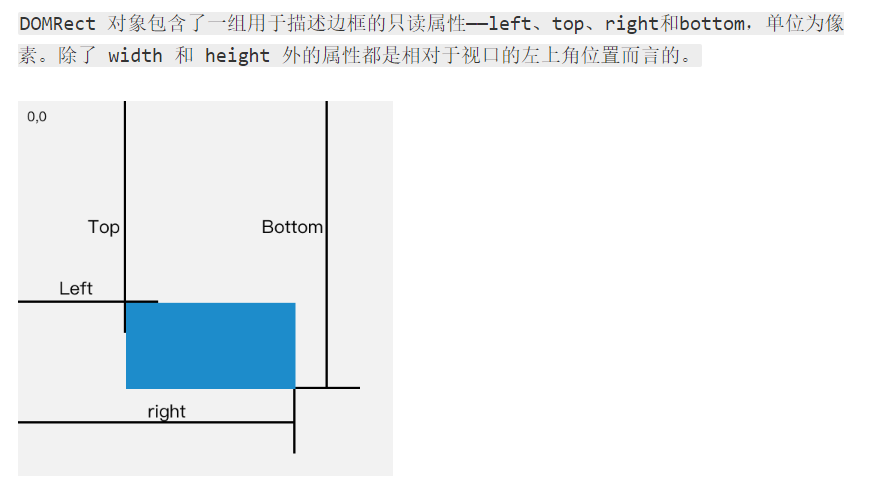 DOMRect 对象包含了一组用于描述边框的只读属性——left、top、right和bottom，单位为像
素。除了 width 和 height 外的属性都是相对于视口的左上角位置而言的。
0,0
Top
Bottom
Left
right